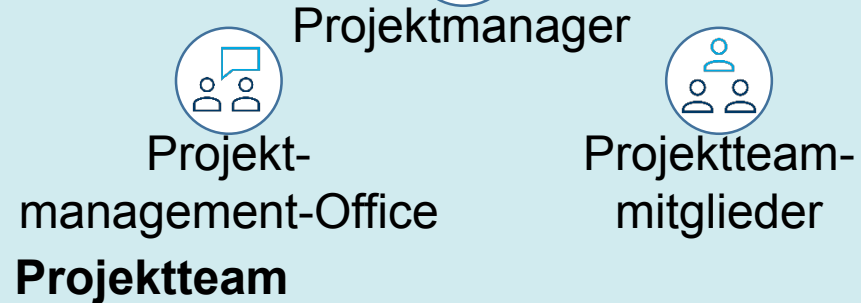 Projektmanager
Projekt-
management-Office
Projektteam-
mitglieder
Projektteam